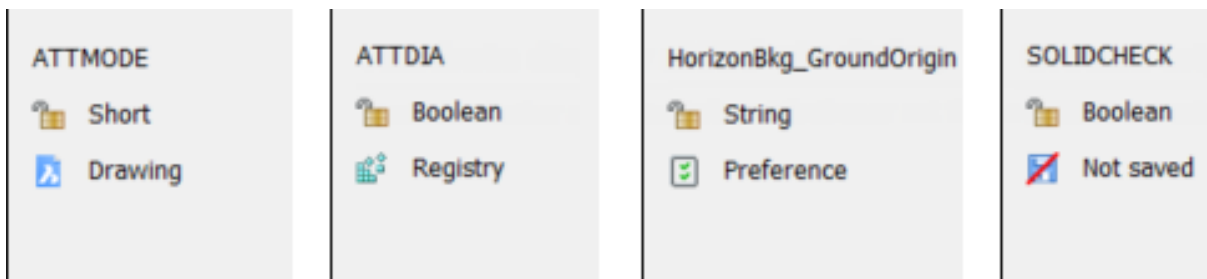 ATTMODE
Short
Drawing
ATTDIA
Boolean
Registry
HorizonBkg_GroundOrigin
String
Preference
SOLIDCHECK
Boolean
Not saved